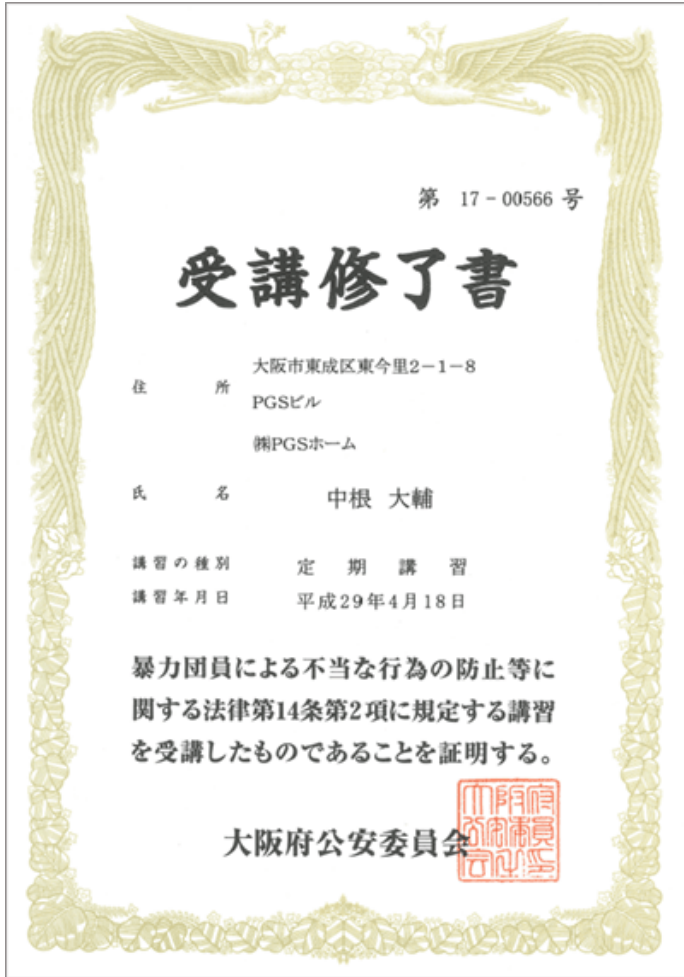 第 17-00566 号
受講修了書
住所 大阪市東成区東今里2-1-8
PGSビル
㈱PGSホーム
氏名 中根 大輔
講習の種別 定期講習
講習年月日 平成29年4月18日
暴力団員による不当な行為の防止等に
関する法律第14条第2項に規定する講習
を受講したものであることを証明する。
大阪府公安委員会